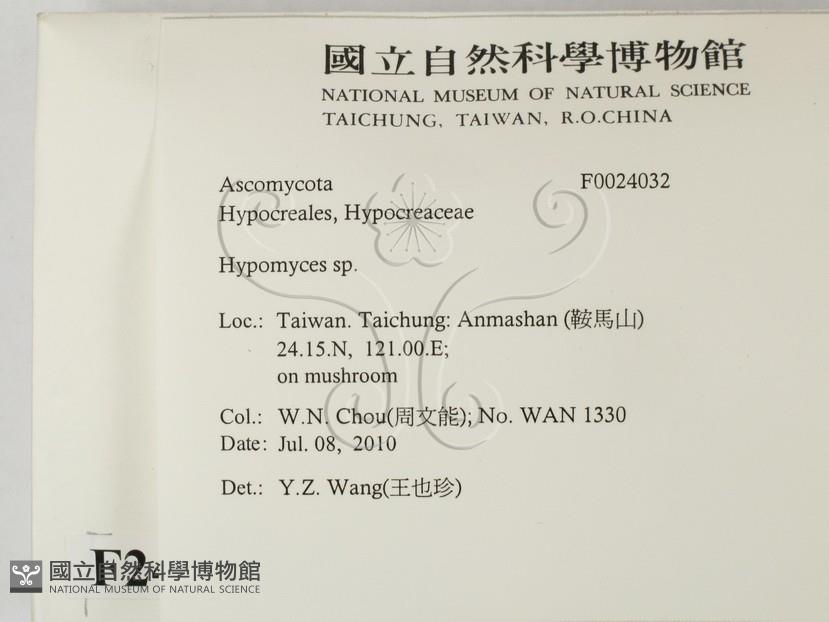 國立自然科學博物館
NATIONAL MUSEUM OF NATURAL SCIENCE
TAICHUNG, TAIWAN, R.O.CHINA
Ascomycota F0024032
Hypocreales, Hypocreaceae
Hypomyces sp.
Loc.: Taiwan. Taichung: Anmashan (鞍馬山)
24.15.N, 121.00.E;
on mushroom
Col.: W.N. Chou(周文能); No. WAN 1330
Date: Jul. 08, 2010
Det.: Y.Z. Wang(王也珍)
F2-
國立自然科學博物館
NATIONAL MUSEUM OF NATURAL SCIENCE